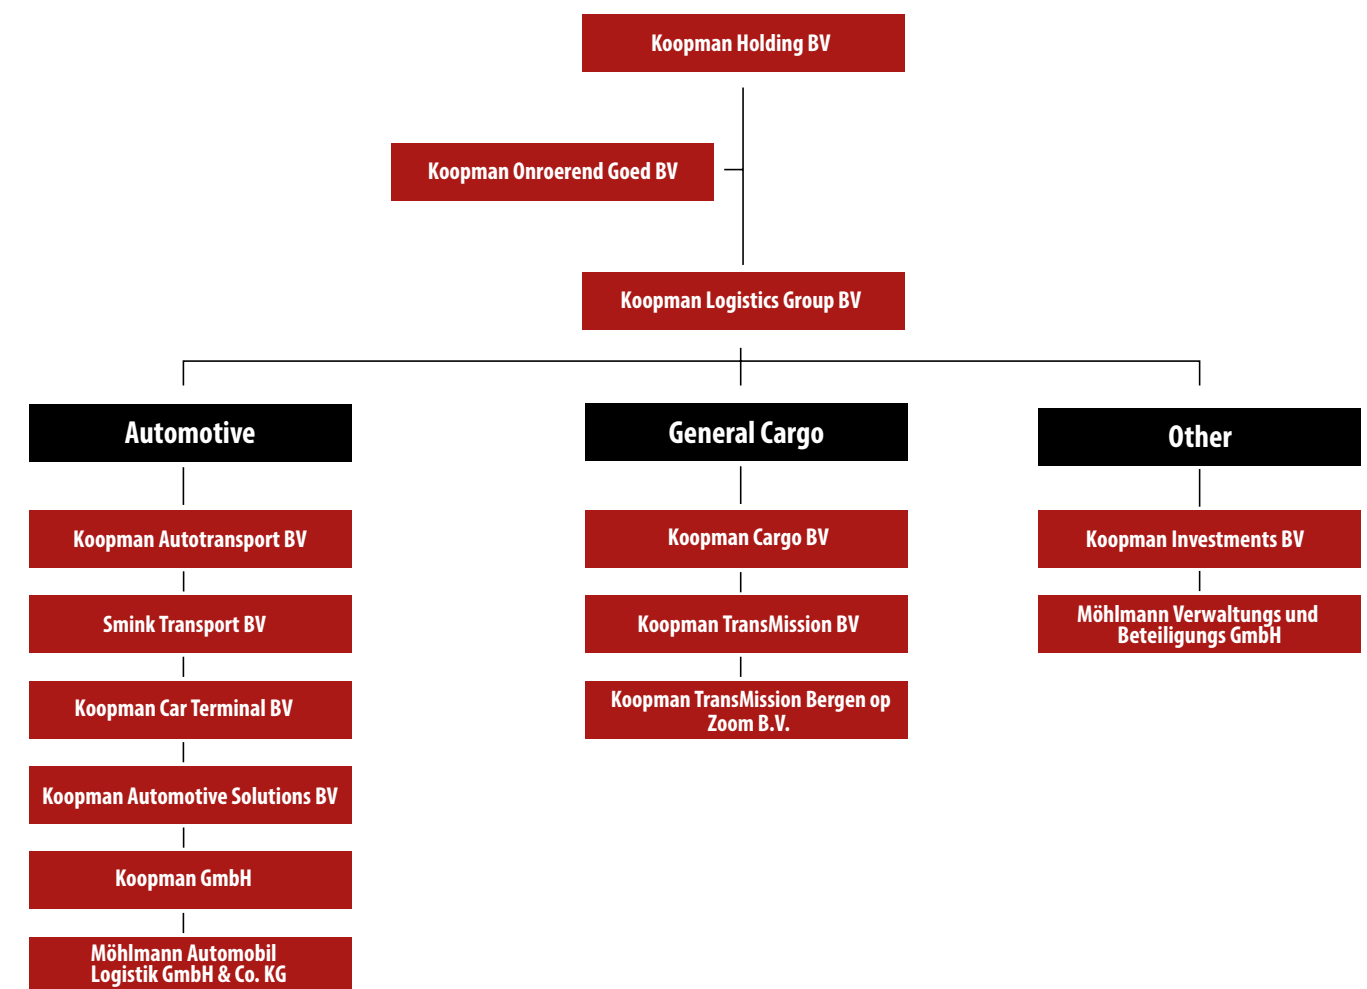 Koopman Holding BV
Koopman Onroerend Goed BV
Koopman Logistics Group BV
Automotive
General Cargo
Other
Koopman Autotransport BV
Smink Transport BV
Koopman Car Terminal BV
Koopman Automotive Solutions BV
Koopman GmbH
Möhlmann Automobil
Logistik GmbH & Co. KG
Koopman Cargo BV
Koopman TransMission BV
Koopman TransMission Bergen op
Zoom B.V.
Koopman Investments BV
Möhlmann Verwaltungs und
Beteiligungs GmbH